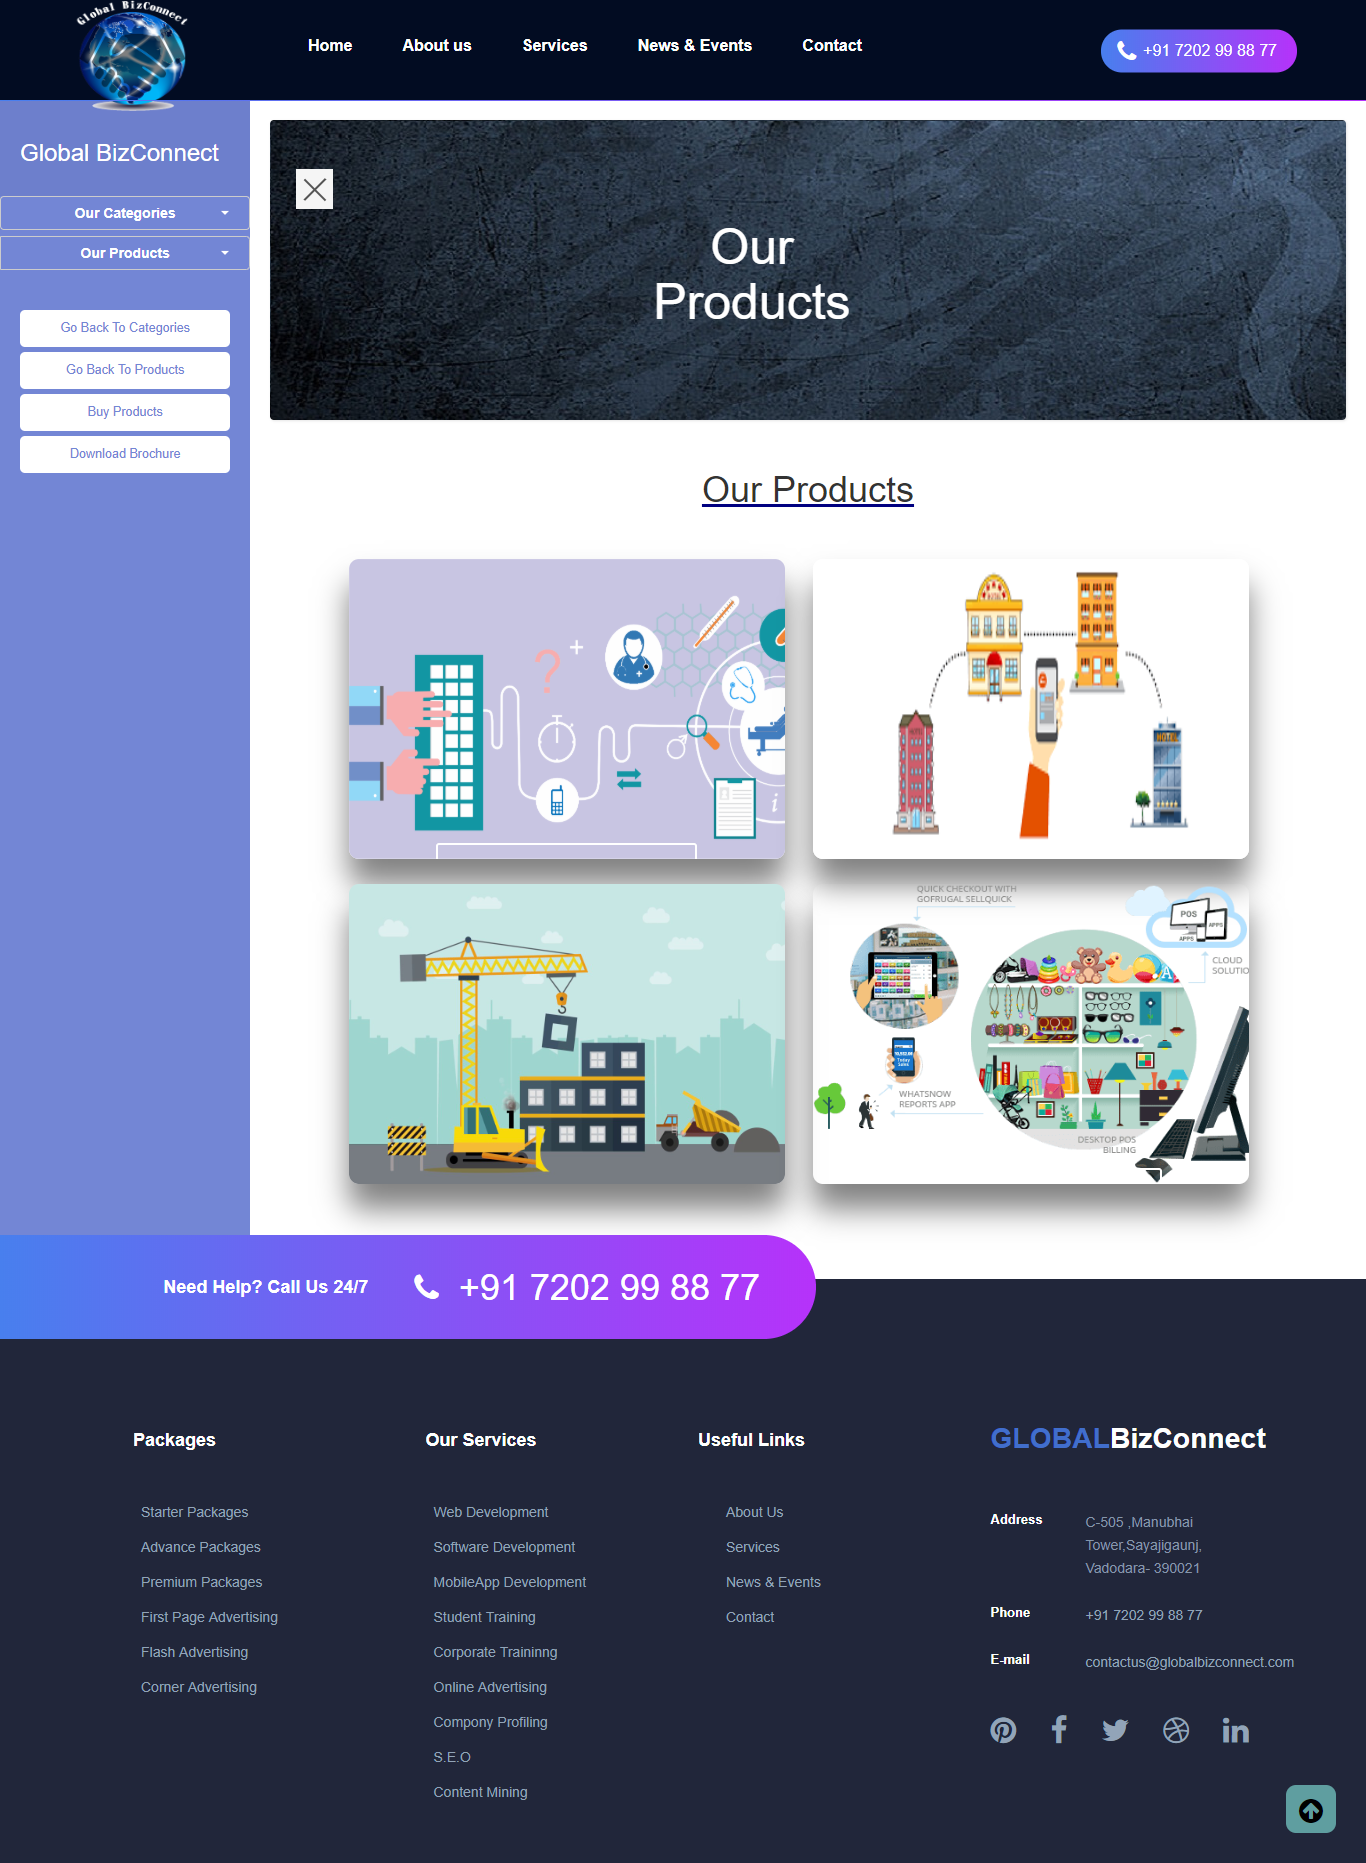 Global BizConnect
Home
About us
Services
News & Events
Contact
+91 7202 99 88 77
Global BizConnect
Our Categories
Our Products
Go Back To Categories
Go Back To Products
Buy Products
Download Brochure
Our
Products
Our Products
?
i
HOTEL
HOTEL
QUICK CHECKOUT WITH
GOFRUGAL SELLQUICK
POS
APPS
APPS
CLOUD
SOLUTIO
A
Today
Sales
WHATSNOW
REPORTS APP
DESKTOP POS
BILLING
Need Help? Call Us 24/7
+91 7202 99 88 77
Packages
Starter Packages
Advance Packages
Premium Packages
First Page Advertising
Flash Advertising
Corner Advertising
Our Services
Web Development
Software Development
MobileApp Development
Student Training
Corporate Traininng
Online Advertising
Compony Profiling
S.E.O
Content Mining
Useful Links
About Us
Services
News & Events
Contact
GLOBALBizConnect
Address
C-505 ,Manubhai
Tower,Sayajigaunj,
Vadodara- 390021
Phone
+91 7202 99 88 77
E-mail
contactus@globalbizconnect.com